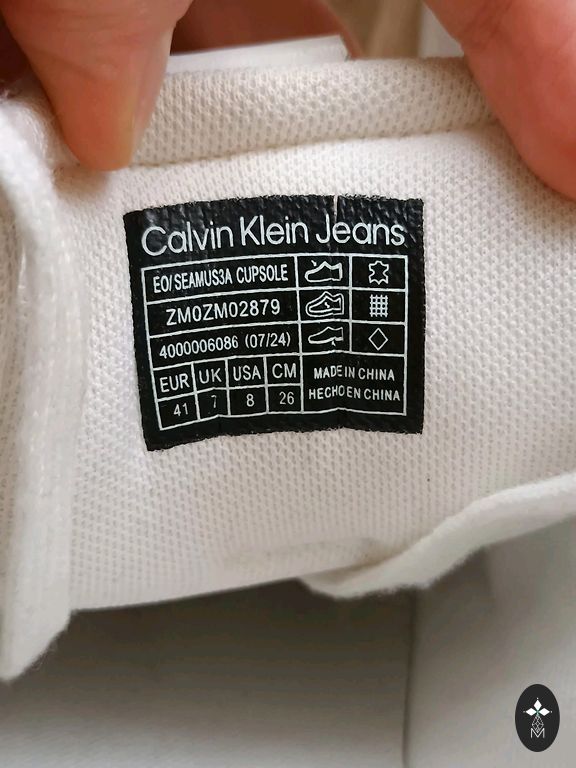 Calvin Klein Jeans
EO/ SEAMUS3A CUPSOLE
ZM0ZM02879
4000006086 (07/24)
EUR UK USA CM
41 7 8 26
MADE IN CHINA
HECHO EN CHINA
M